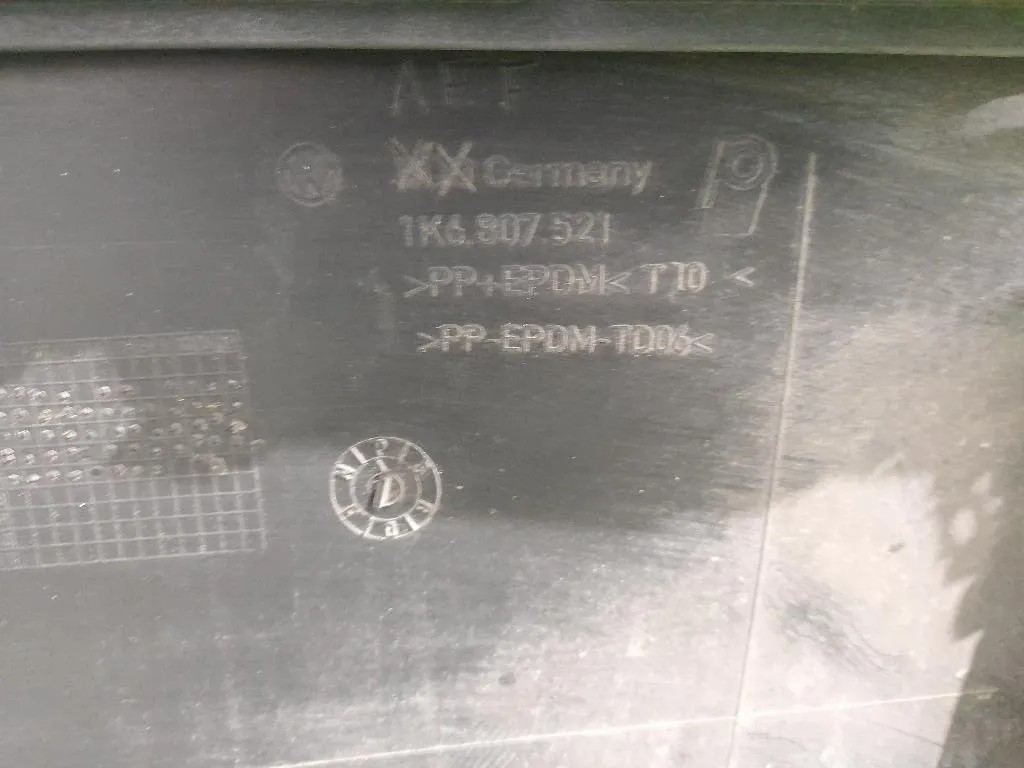 AEF
Germany
1K6.807.521
>PP+EPDM< T10 <
>PP-EPDM-TD06<